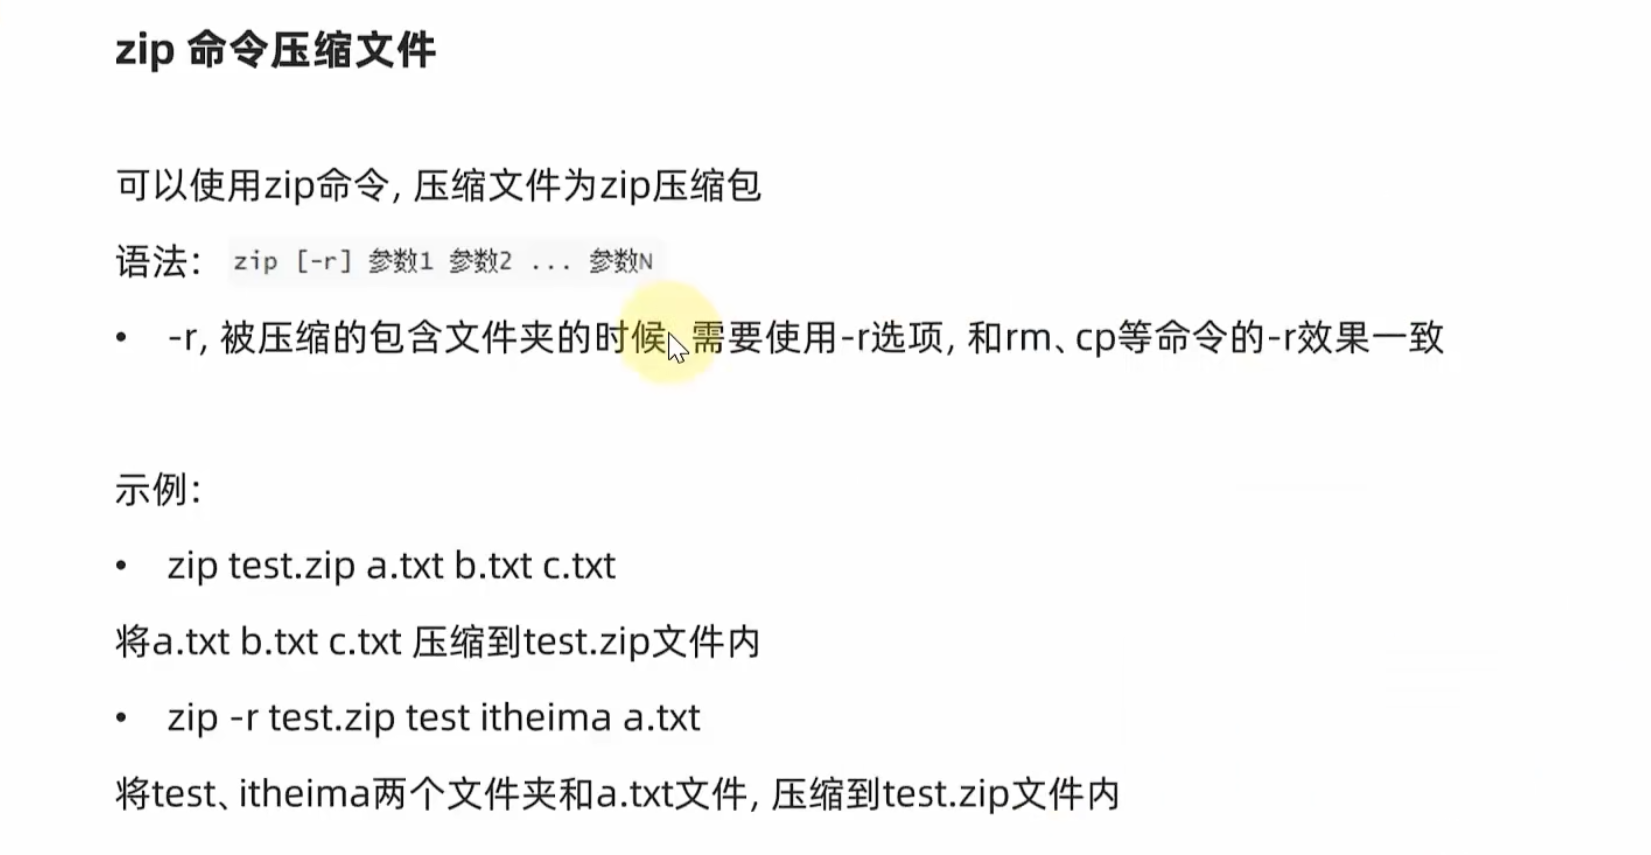 zip 命令压缩文件
可以使用zip命令, 压缩文件为zip压缩包
语法: zip [-r] 参数1 参数2 ... 参数N
• -r, 被压缩的包含文件夹的时候, 需要使用-r选项, 和rm、cp等命令的-r效果一致
示例:
• zip test.zip a.txt b.txt c.txt
将a.txt b.txt c.txt 压缩到test.zip文件内
• zip -r test.zip test itheima a.txt
将test、itheima两个文件夹和a.txt文件, 压缩到test.zip文件内